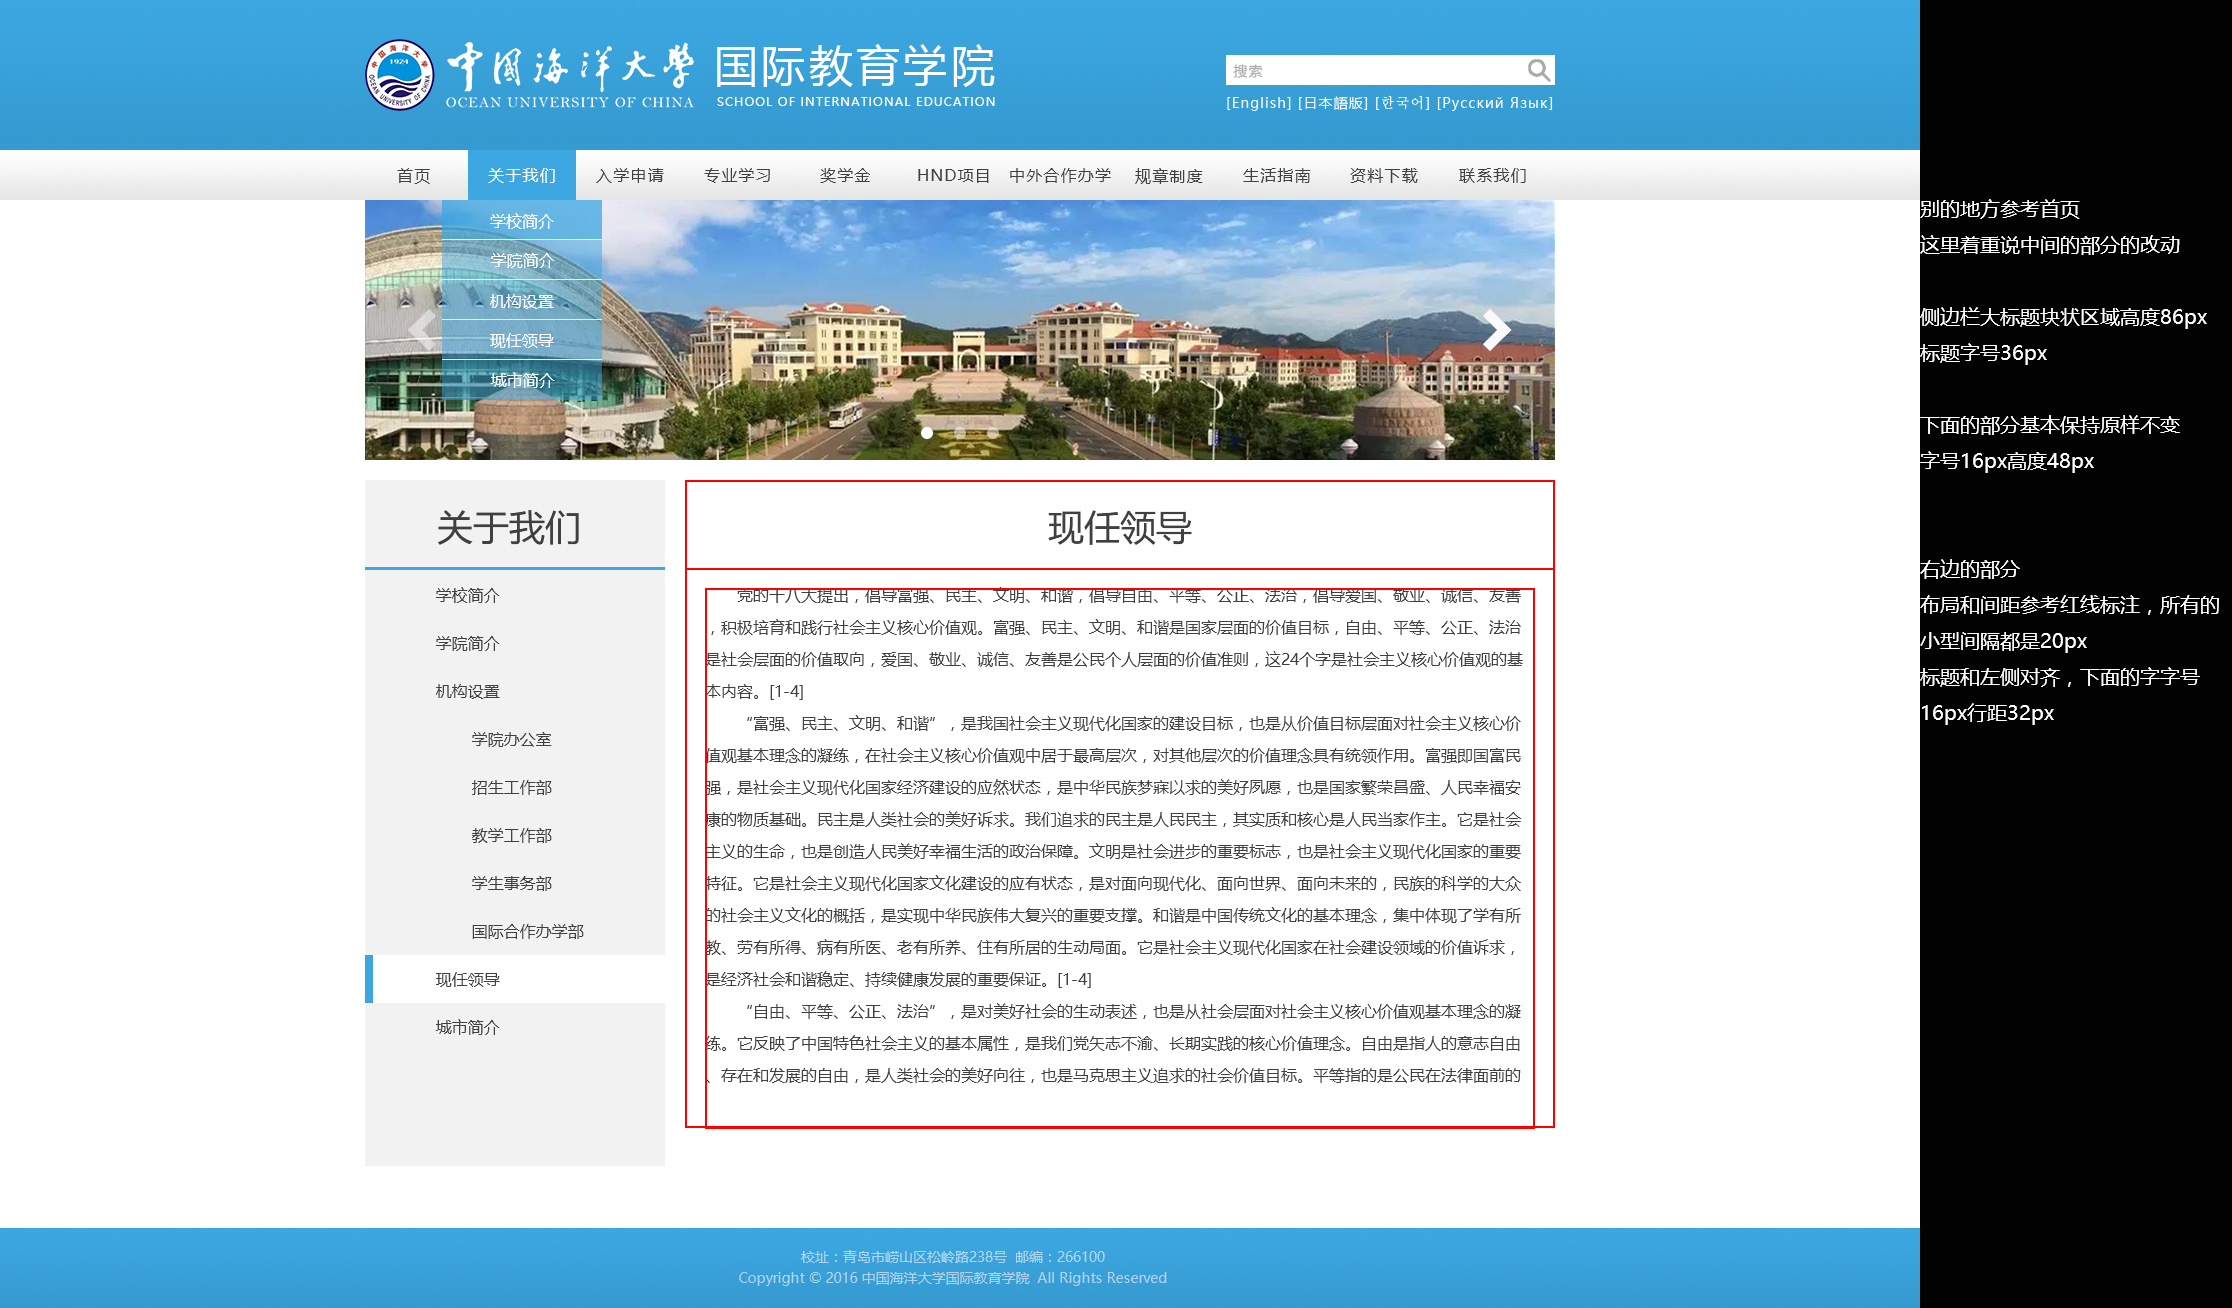 中国海洋大学
1924
OCEAN UNIVERSITY OF CHINA
中国海洋大学 国际教育学院
OCEAN UNIVERSITY OF CHINA SCHOOL OF INTERNATIONAL EDUCATION
搜索
[English] [日本語版] [한국어] [Русский Язык]
首页 关于我们 入学申请 专业学习 奖学金 HND项目 中外合作办学 规章制度 生活指南 资料下载 联系我们
学校简介
学院简介
机构设置
现任领导
城市简介
关于我们
学校简介
学院简介
机构设置
学院办公室
招生工作部
教学工作部
学生事务部
国际合作办学部
现任领导
城市简介
现任领导
党的十八大提出，倡导富强、民主、文明、和谐，倡导自由、平等、公正、法治，倡导爱国、敬业、诚信、友善
，积极培育和践行社会主义核心价值观。富强、民主、文明、和谐是国家层面的价值目标，自由、平等、公正、法治
是社会层面的价值取向，爱国、敬业、诚信、友善是公民个人层面的价值准则，这24个字是社会主义核心价值观的基
本内容。[1-4]
“富强、民主、文明、和谐”，是我国社会主义现代化国家的建设目标，也是从价值目标层面对社会主义核心价
值观基本理念的凝练，在社会主义核心价值观中居于最高层次，对其他层次的价值理念具有统领作用。富强即国富民
强，是社会主义现代化国家经济建设的应然状态，是中华民族梦寐以求的美好夙愿，也是国家繁荣昌盛、人民幸福安
康的物质基础。民主是人类社会的美好诉求。我们追求的民主是人民民主，其实质和核心是人民当家作主。它是社会
主义的生命，也是创造人民美好幸福生活的政治保障。文明是社会进步的重要标志，也是社会主义现代化国家的重要
特征。它是社会主义现代化国家文化建设的应有状态，是对面向现代化、面向世界、面向未来的，民族的科学的大众
的社会主义文化的概括，是实现中华民族伟大复兴的重要支撑。和谐是中国传统文化的基本理念，集中体现了学有所
教、劳有所得、病有所医、老有所养、住有所居的生动局面。它是社会主义现代化国家在社会建设领域的价值诉求，
是经济社会和谐稳定、持续健康发展的重要保证。[1-4]
“自由、平等、公正、法治”，是对美好社会的生动表述，也是从社会层面对社会主义核心价值观基本理念的凝
练。它反映了中国特色社会主义的基本属性，是我们党矢志不渝、长期实践的核心价值理念。自由是指人的意志自由
、存在和发展的自由，是人类社会的美好向往，也是马克思主义追求的社会价值目标。平等指的是公民在法律面前的
校址：青岛市崂山区松岭路238号 邮编：266100
Copyright © 2016 中国海洋大学国际教育学院 All Rights Reserved
别的地方参考首页
这里着重说中间的部分的改动
侧边栏大标题块状区域高度86px
标题字号36px
下面的部分基本保持原样不变
字号16px高度48px
右边的部分
布局和间距参考红线标注，所有的
小型间隔都是20px
标题和左侧对齐，下面的字字号
16px行距32px